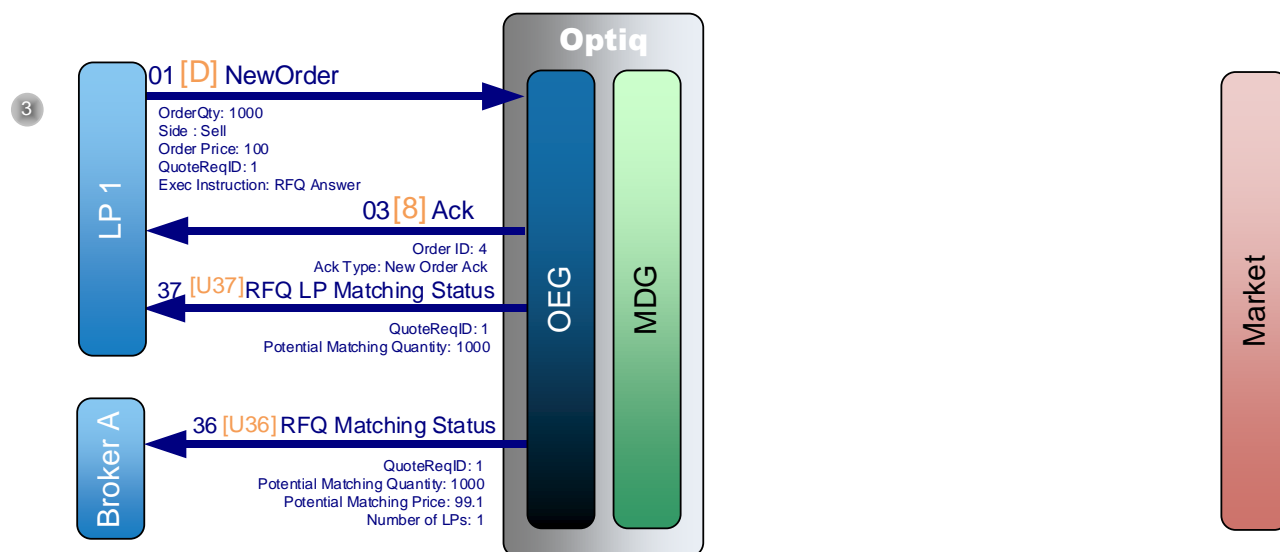 Optiq
3
01 [D] NewOrder
OrderQty: 1000
Side : Sell
Order Price: 100
QuoteReqID: 1
Exec Instruction: RFQ Answer
LP 1
03 [8] Ack
Order ID: 4
Ack Type: New Order Ack
37 [U37] RFQ LP Matching Status
QuoteReqID: 1
Potential Matching Quantity: 1000
OEG
MDG
Market
Broker A
36 [U36] RFQ Matching Status
QuoteReqID: 1
Potential Matching Quantity: 1000
Potential Matching Price: 99.1
Number of LPs: 1